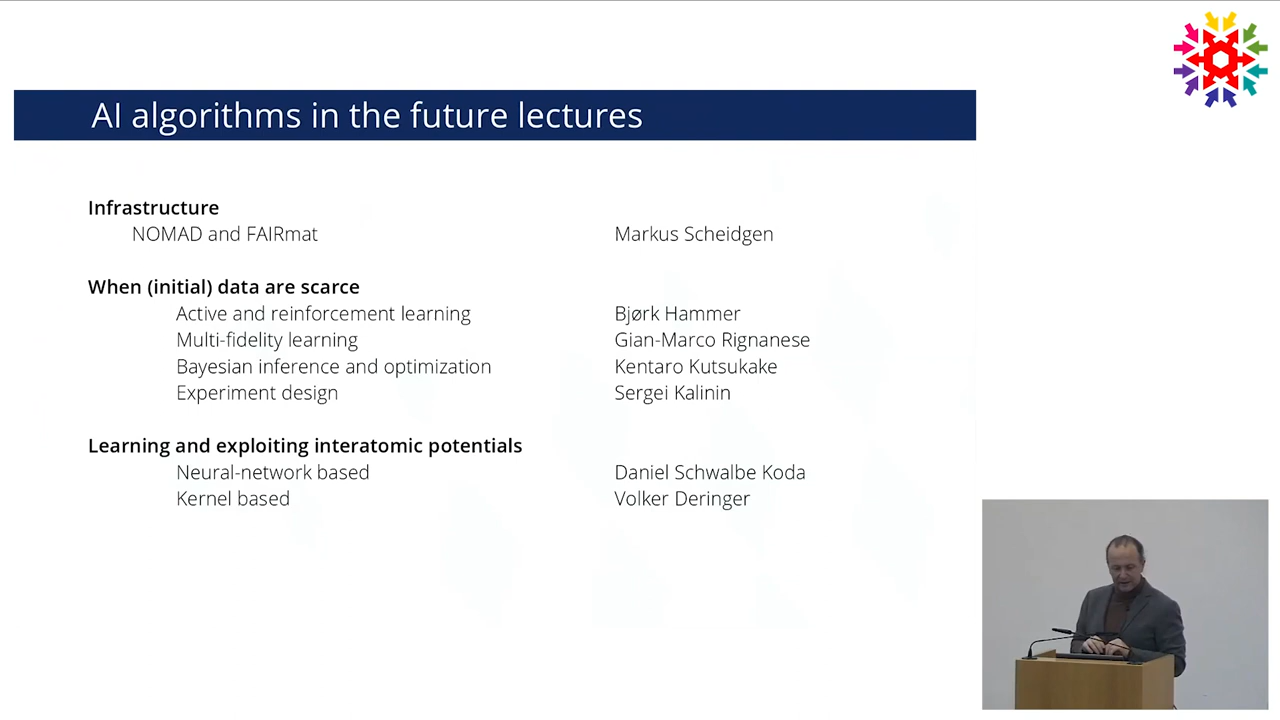 AI algorithms in the future lectures
Infrastructure
NOMAD and FAIRmat Markus Scheidgen
When (initial) data are scarce
Active and reinforcement learning Bjørk Hammer
Multi-fidelity learning Gian-Marco Rignanese
Bayesian inference and optimization Kentaro Kutsukake
Experiment design Sergei Kalinin
Learning and exploiting interatomic potentials
Neural-network based Daniel Schwalbe Koda
Kernel based Volker Deringer